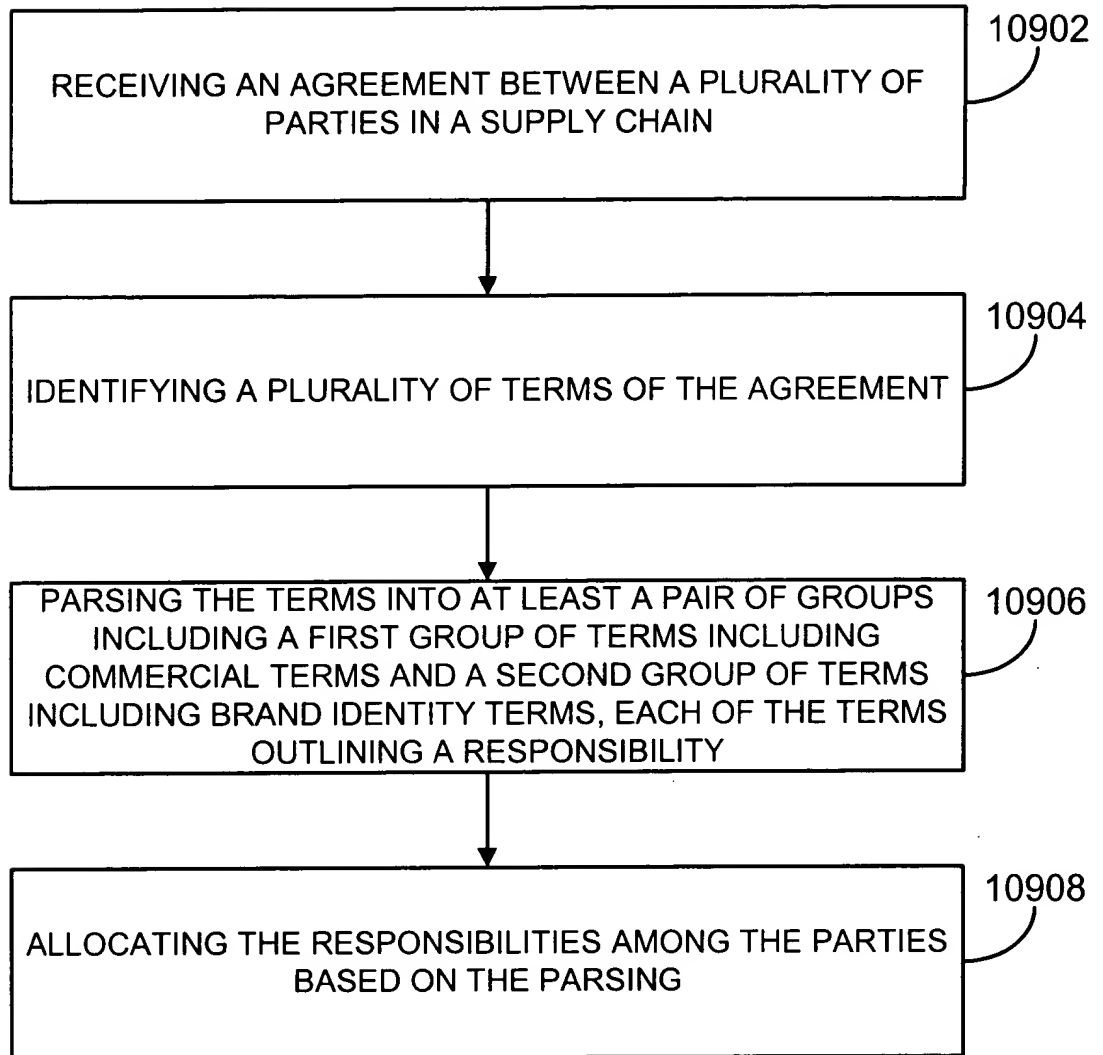 10902
RECEIVING AN AGREEMENT BETWEEN A PLURALITY OF
PARTIES IN A SUPPLY CHAIN
10904
IDENTIFYING A PLURALITY OF TERMS OF THE AGREEMENT
10906
PARSING THE TERMS INTO AT LEAST A PAIR OF GROUPS
INCLUDING A FIRST GROUP OF TERMS INCLUDING
COMMERCIAL TERMS AND A SECOND GROUP OF TERMS
INCLUDING BRAND IDENTITY TERMS, EACH OF THE TERMS
OUTLINING A RESPONSIBILITY
10908
ALLOCATING THE RESPONSIBILITIES AMONG THE PARTIES
BASED ON THE PARSING